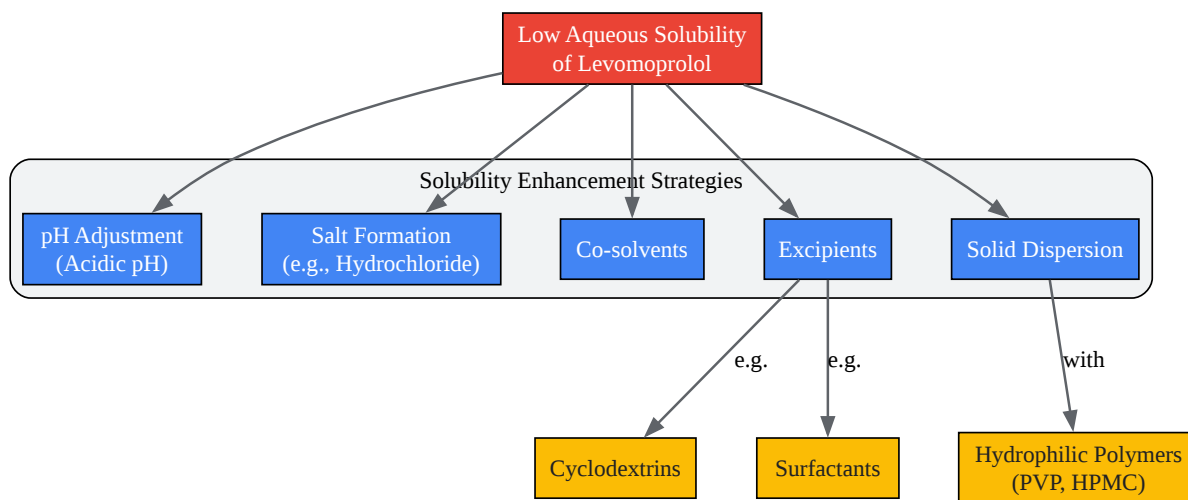 Low Aqueous Solubility
of Levomoprolol
Solubility Enhancement Strategies
pH Adjustment
(Acidic pH)
Salt Formation
(e.g., Hydrochloride)
Co-solvents
Excipients
Solid Dispersion
e.g.
e.g.
with
Cyclodextrins
Surfactants
Hydrophilic Polymers
(PVP, HPMC)